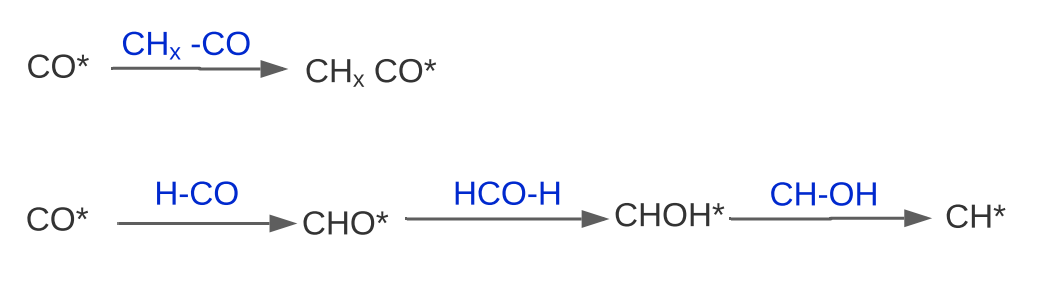 CHx -CO
CO* CHx CO*
H-CO HCO-H CH-OH
CO* CHO* CHOH* CH*